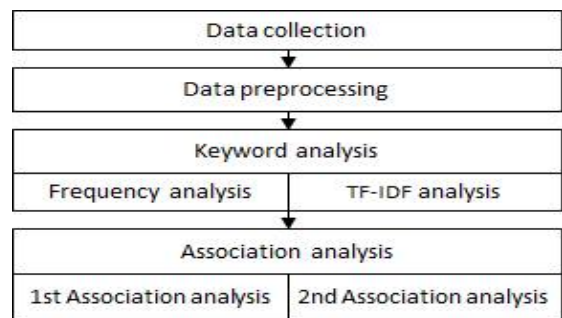 Data collection
Data preprocessing
Keyword analysis
Frequency analysis TF-IDF analysis
Association analysis
1st Association analysis 2nd Association analysis